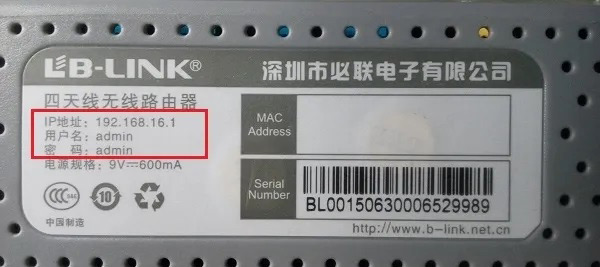 LB-LINK®
深圳市必联电子有限公司
四天线无线路由器
IP地址：192.168.16.1
用户名：admin
密 码：admin
电源规格：9V⎓600mA
中国制造
MAC Address
Serial Number
BL00150630006529989
http://www.b-link.net.cn